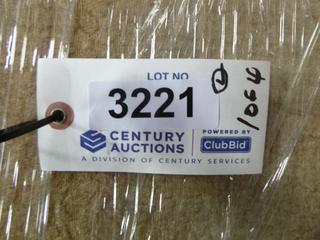 LOT NO
3221
1064
CENTURY AUCTIONS
POWERED BY
ClubBid
A DIVISION OF CENTURY SERVICES